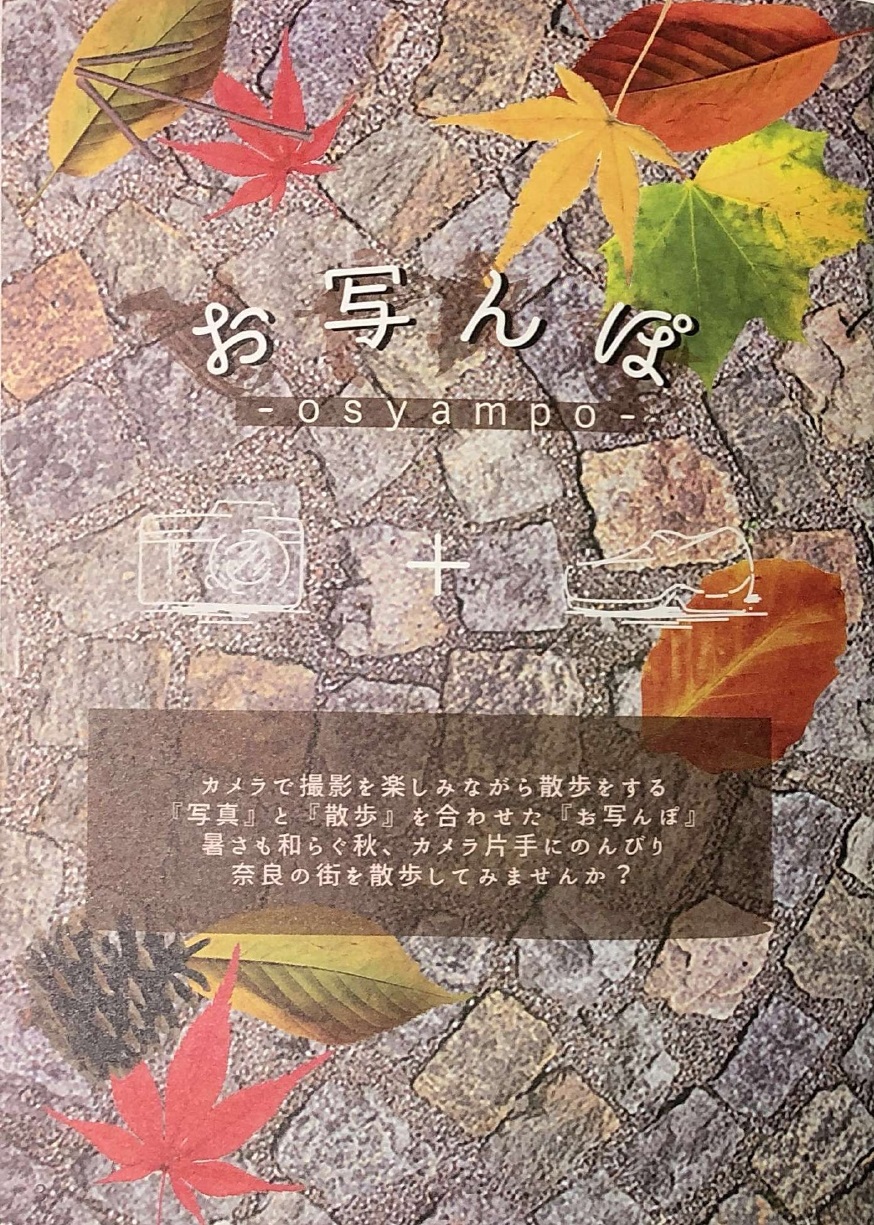 お写んぽ
-osyampo-
+
カメラで撮影を楽しみながら散歩をする
『写真』と『散歩』を合わせた『お写んぽ』
暑さも和らぐ秋、カメラ片手にのんびり
奈良の街を散歩してみませんか？